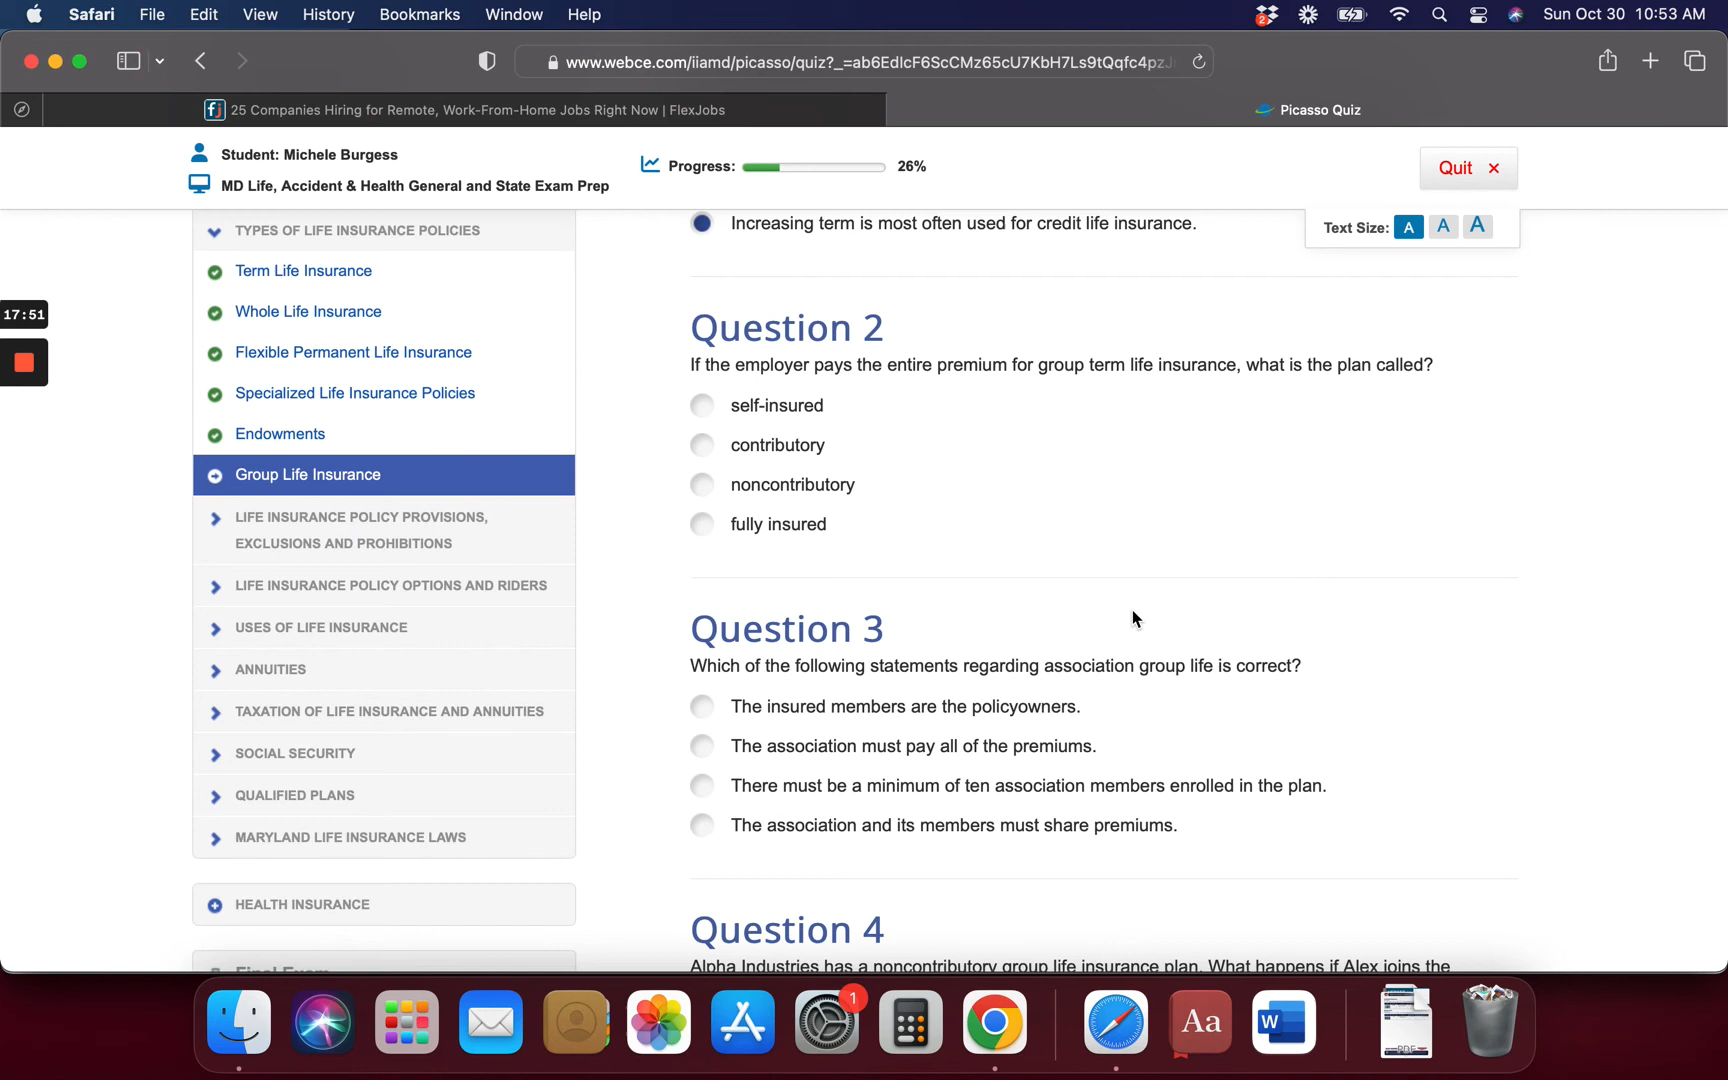 Safari File Edit View History Bookmarks Window Help
2
Sun Oct 30 10:53 AM
www.webce.com/iiamd/picasso/quiz?_=ab6EdIcF6ScCMz65cU7KbH7Ls9tQqfc4pzJ
25 Companies Hiring for Remote, Work-From-Home Jobs Right Now | FlexJobs
Picasso Quiz
Student: Michele Burgess
MD Life, Accident & Health General and State Exam Prep
Progress: 26%
Quit ×
Text Size: A A A
17:51
TYPES OF LIFE INSURANCE POLICIES
Term Life Insurance
Whole Life Insurance
Flexible Permanent Life Insurance
Specialized Life Insurance Policies
Endowments
Group Life Insurance
LIFE INSURANCE POLICY PROVISIONS,
EXCLUSIONS AND PROHIBITIONS
LIFE INSURANCE POLICY OPTIONS AND RIDERS
USES OF LIFE INSURANCE
ANNUITIES
TAXATION OF LIFE INSURANCE AND ANNUITIES
SOCIAL SECURITY
QUALIFIED PLANS
MARYLAND LIFE INSURANCE LAWS
HEALTH INSURANCE
Final Exam
Increasing term is most often used for credit life insurance.
Question 2
If the employer pays the entire premium for group term life insurance, what is the plan called?
self-insured
contributory
noncontributory
fully insured
Question 3
Which of the following statements regarding association group life is correct?
The insured members are the policyowners.
The association must pay all of the premiums.
There must be a minimum of ten association members enrolled in the plan.
The association and its members must share premiums.
Question 4
Alpha Industries has a noncontributory group life insurance plan. What happens if Alex joins the
1
Aa
W
PDF